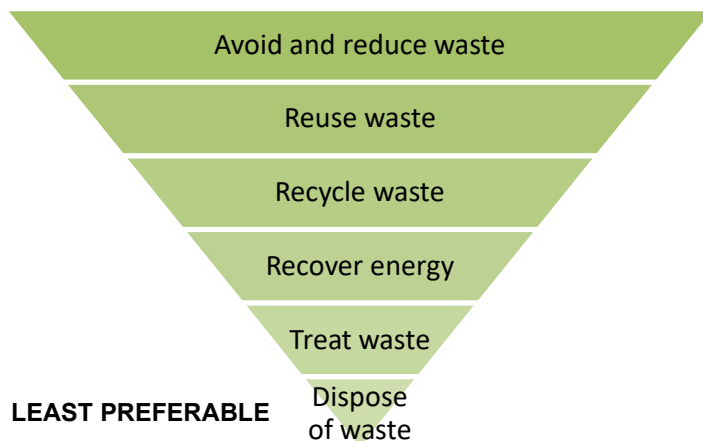 Avoid and reduce waste
Reuse waste
Recycle waste
Recover energy
Treat waste
LEAST PREFERABLE
Dispose
of waste